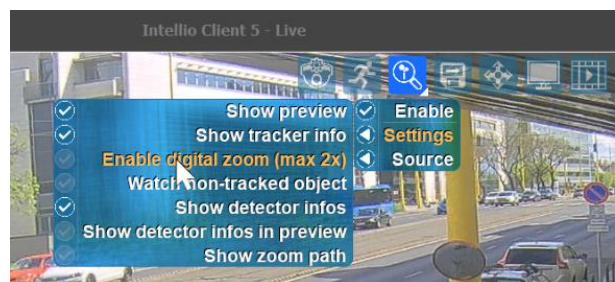 Intellio Client 5 - Live
Show preview
Show tracker info
Enable digital zoom (max 2x)
Watch non-tracked object
Show detector infos
Show detector infos in preview
Show zoom path
Enable
Settings
Source